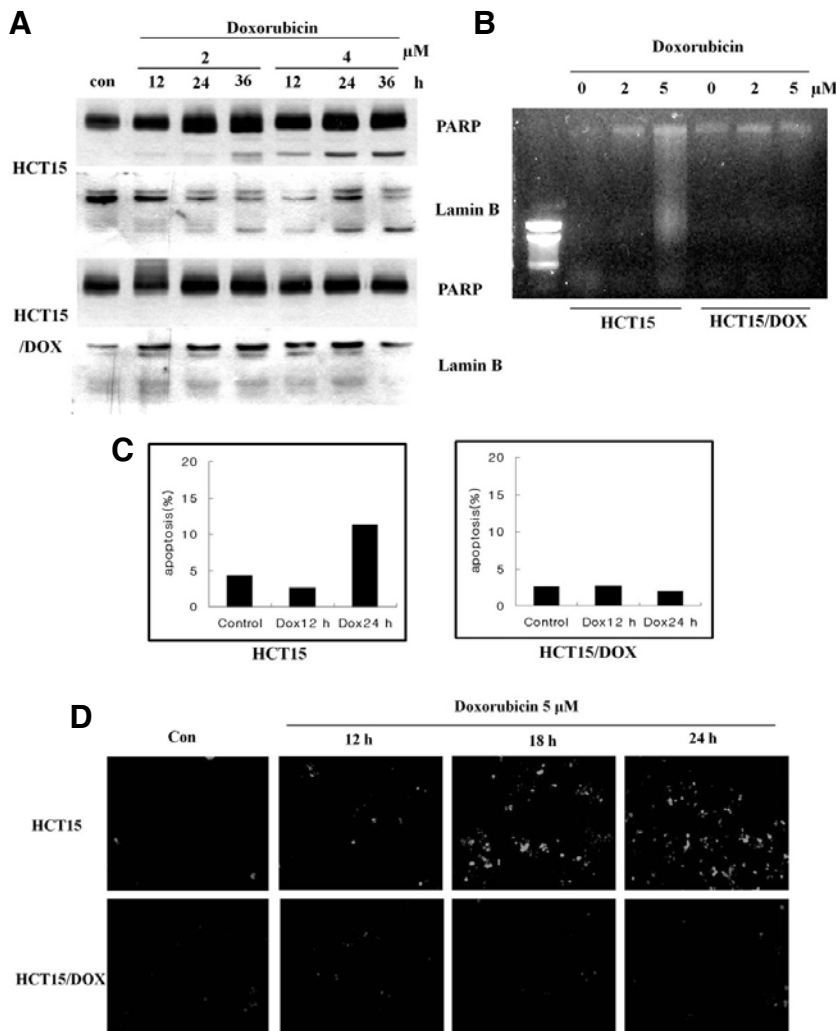 A
Doxorubicin
2 4 μM
con 12 24 36 12 24 36 h
PARP
HCT15
Lamin B
PARP
HCT15
/DOX
Lamin B
B
Doxorubicin
0 2 5 0 2 5 μM
HCT15 HCT15/DOX
C
20
15
10
5
0
apoptosis(%)
Control Dox12 h Dox24 h
HCT15
20
15
10
5
0
apoptosis(%)
Control Dox12 h Dox24 h
HCT15/DOX
D
Doxorubicin 5 μM
Con 12 h 18 h 24 h
HCT15
HCT15/DOX